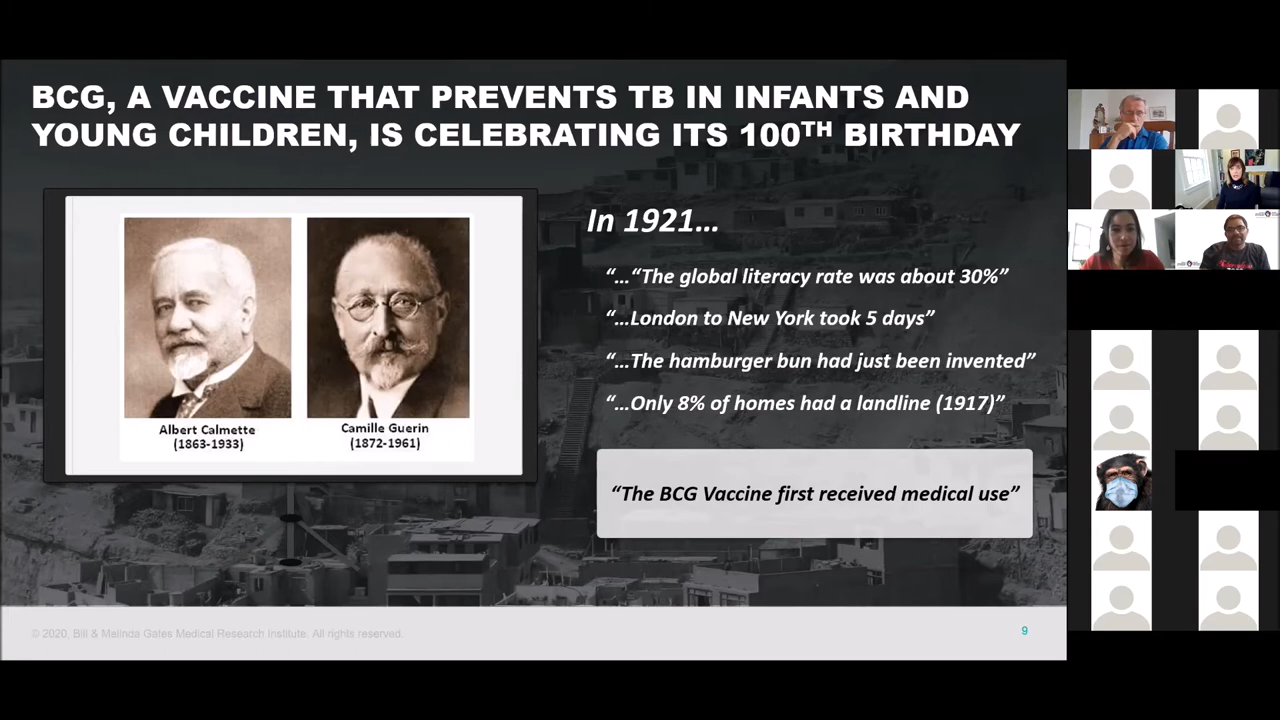 BCG, A VACCINE THAT PREVENTS TB IN INFANTS AND
YOUNG CHILDREN, IS CELEBRATING ITS 100TH BIRTHDAY
In 1921...
“...“The global literacy rate was about 30%”
“...London to New York took 5 days”
“...The hamburger bun had just been invented”
“...Only 8% of homes had a landline (1917)”
“The BCG Vaccine first received medical use”
Albert Calmette
(1863-1933)
Camille Guerin
(1872-1961)
© 2020, Bill & Melinda Gates Medical Research Institute. All rights reserved.
9